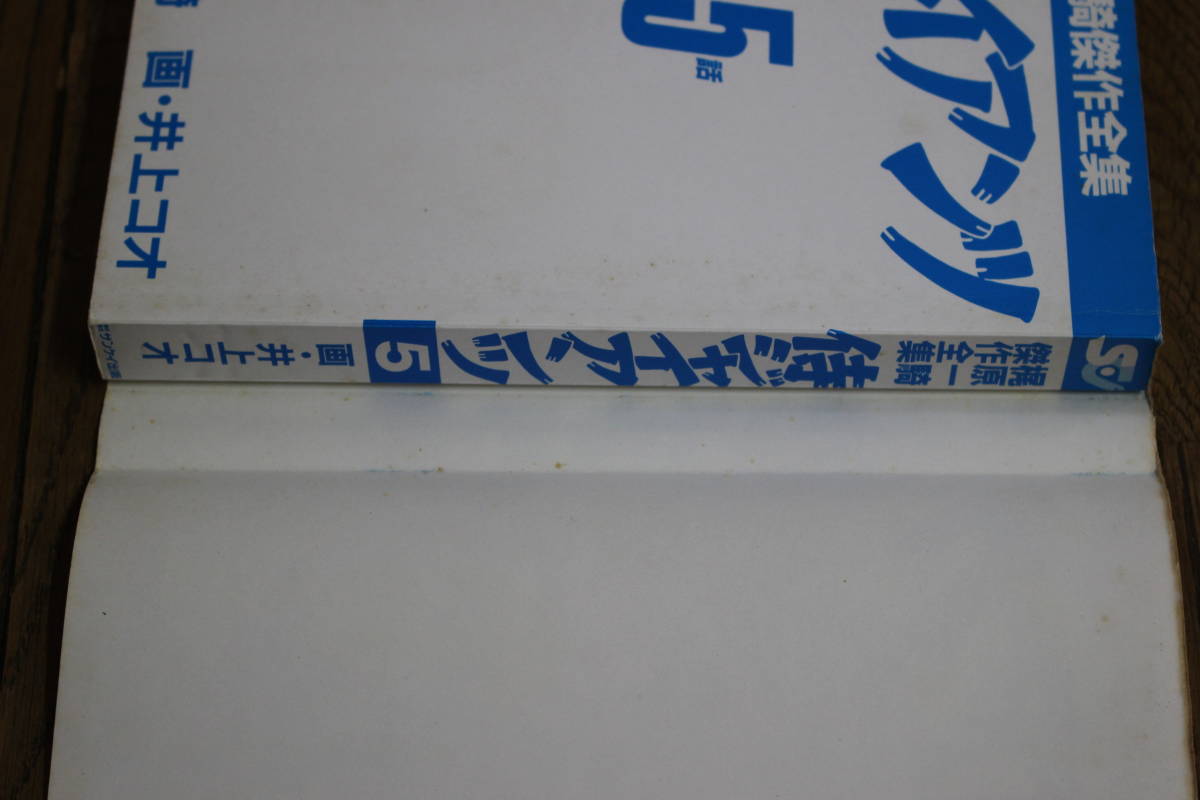 騎傑作全集
イアンツ
5話
画・井上コオ
梶原一騎
傑作全集
侍ジャイアンツ
5
画・井上コオ